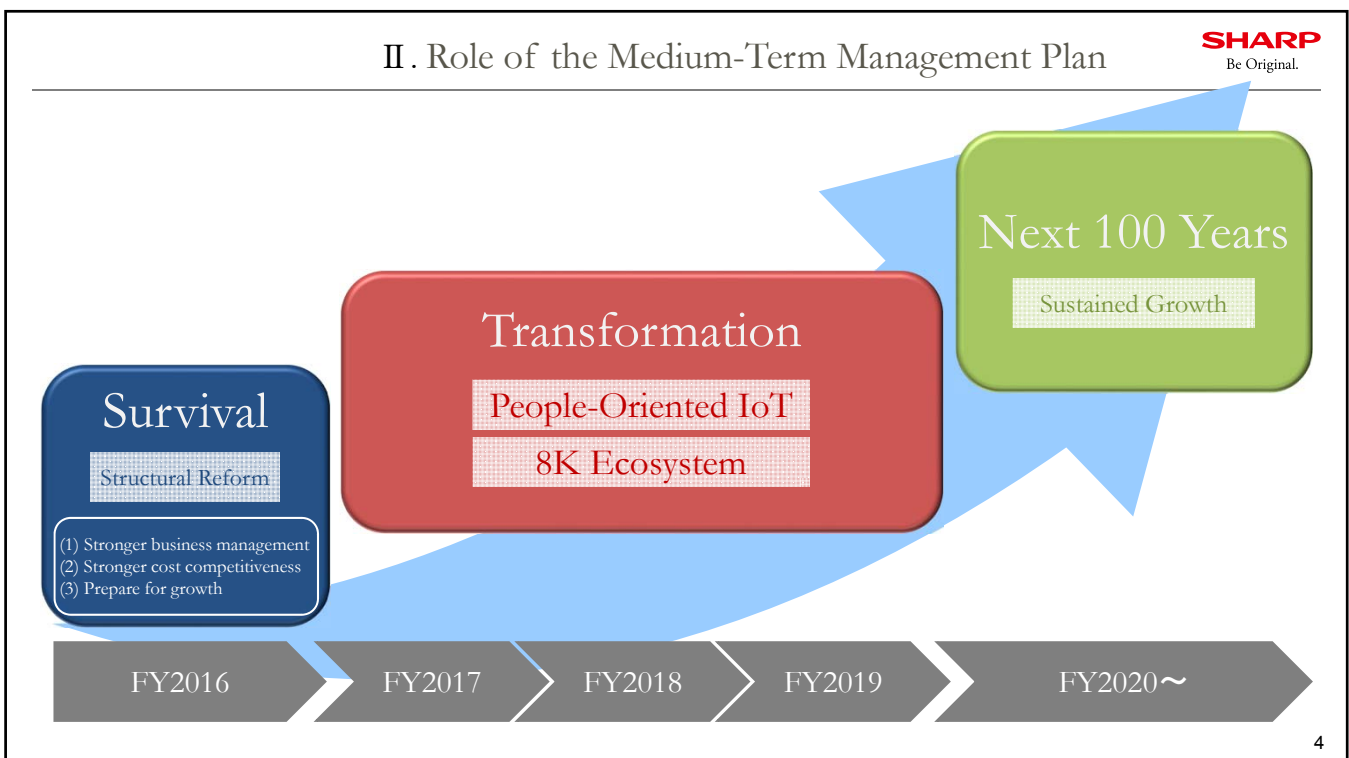 Ⅱ. Role of the Medium-Term Management Plan
SHARP
Be Original.
Next 100 Years
Sustained Growth
Transformation
People-Oriented IoT
8K Ecosystem
Survival
Structural Reform
(1) Stronger business management
(2) Stronger cost competitiveness
(3) Prepare for growth
FY2016
FY2017
FY2018
FY2019
FY2020～
4